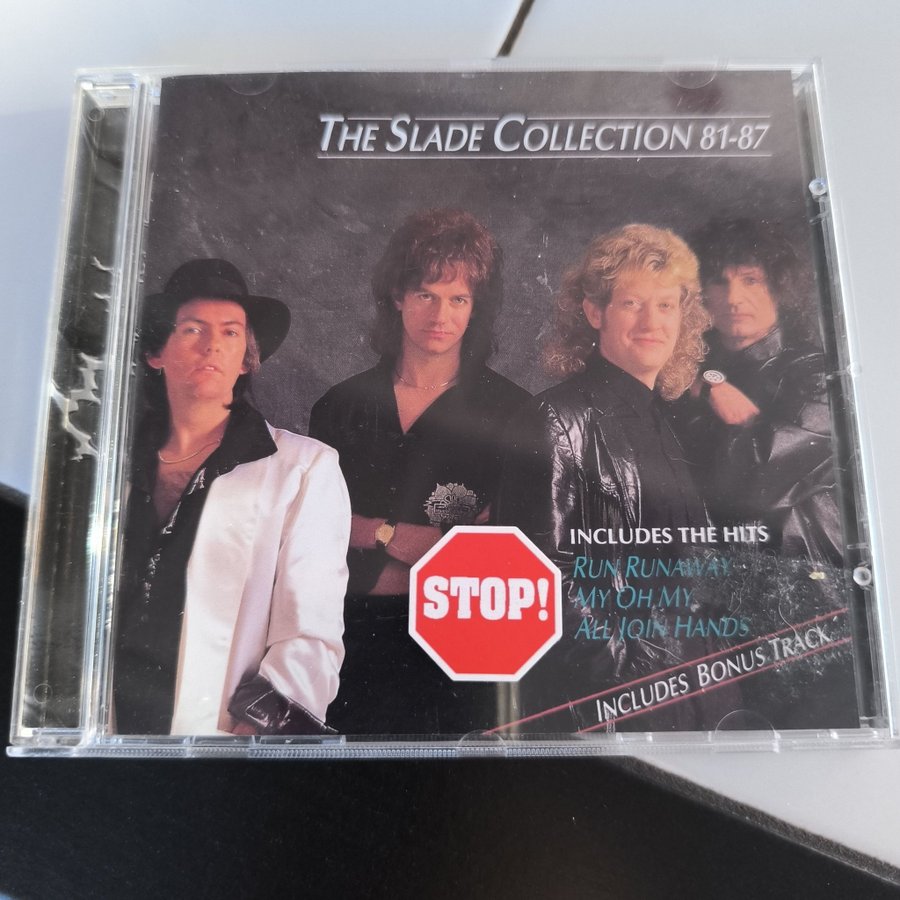 THE SLADE COLLECTION 81-87
INCLUDES THE HITS
RUN RUNAWAY
MY OH MY
ALL JOIN HANDS
STOP!
INCLUDES BONUS TRACK